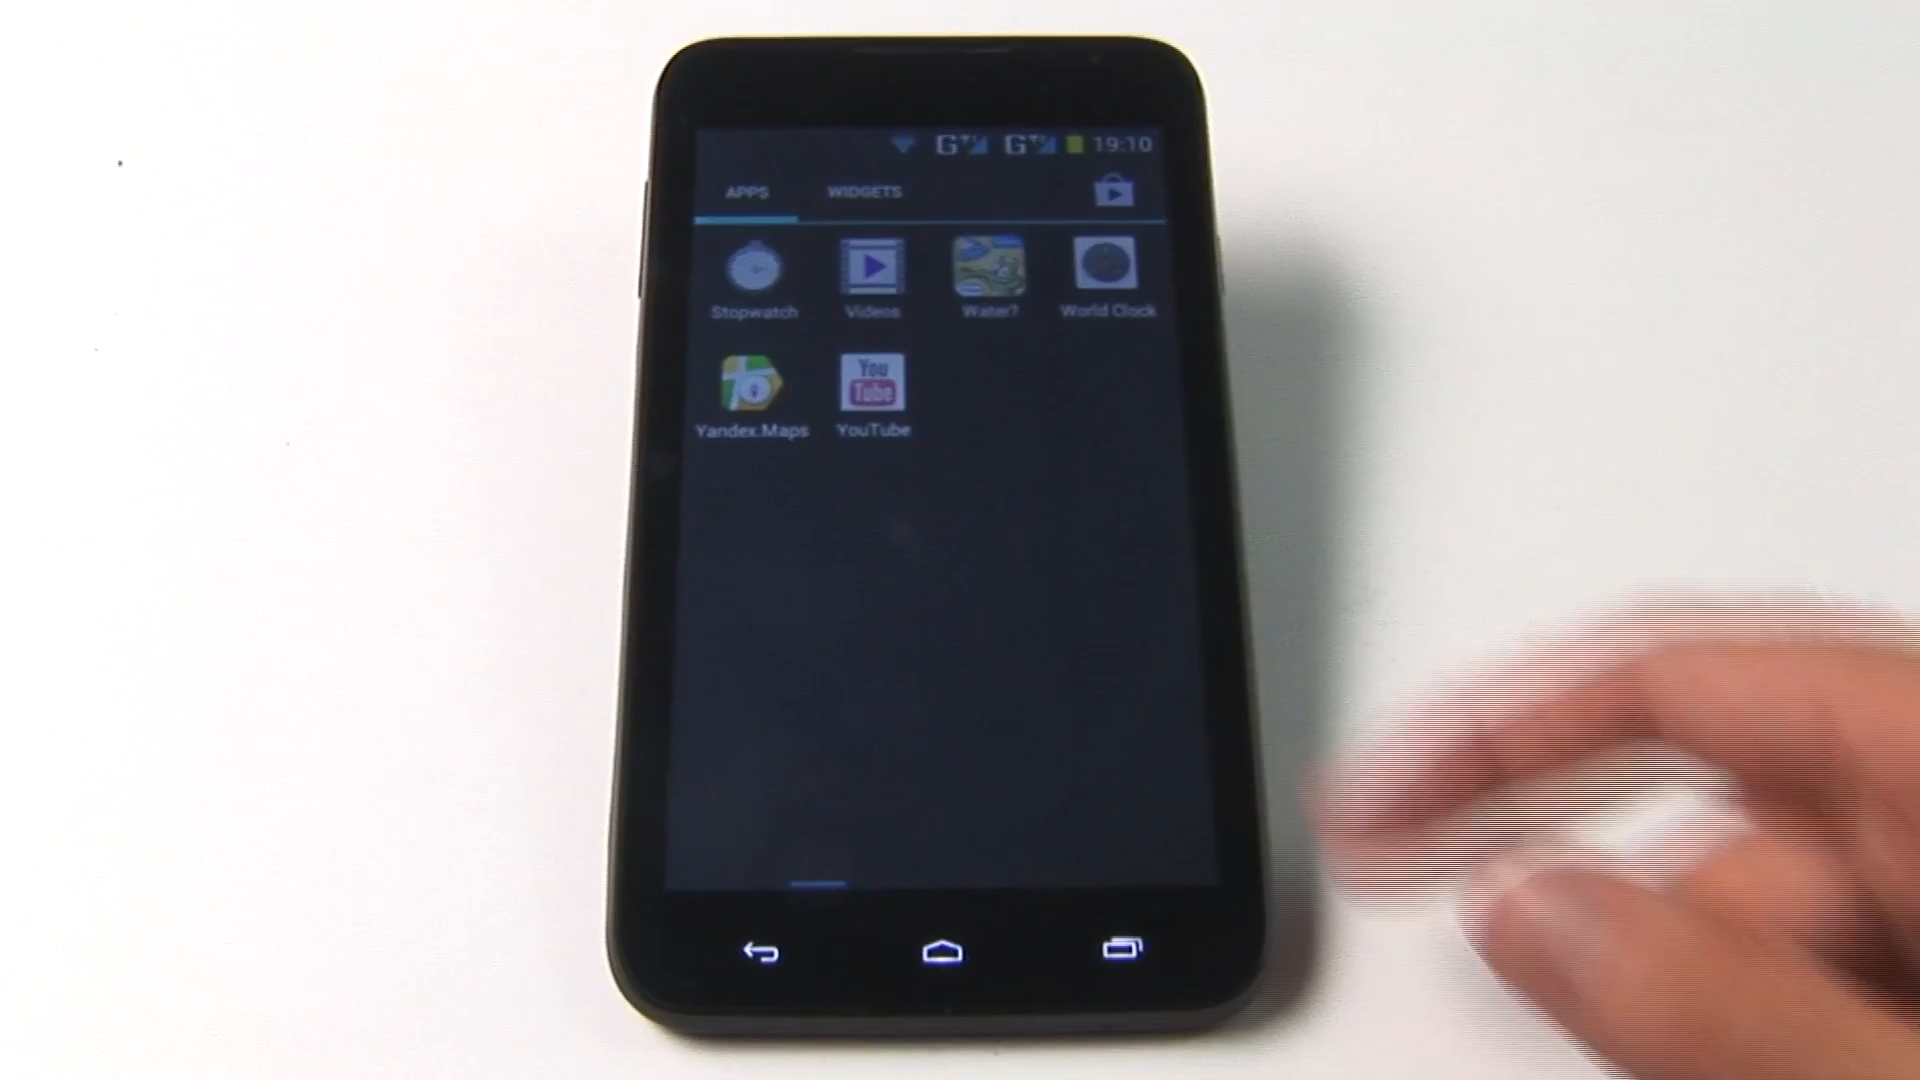 G G 19:10
APPS WIDGETS
Stopwatch Videos Water? World Clock
You
Tube
Yandex.Maps YouTube